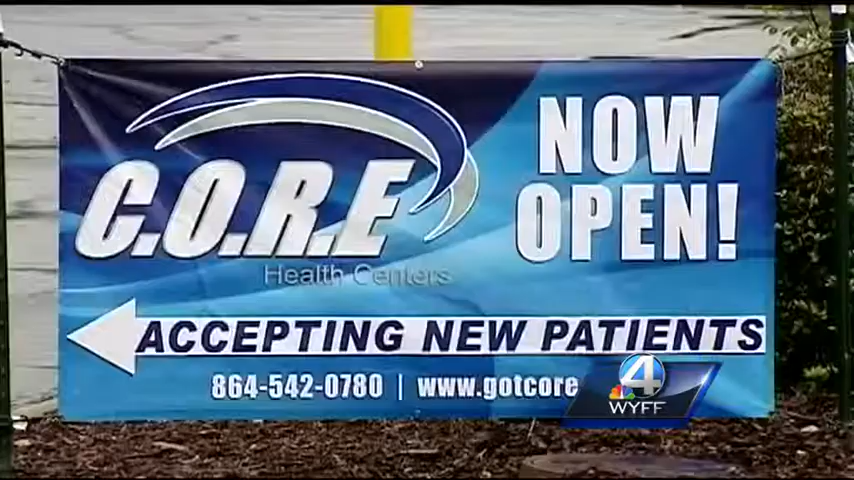 C.O.R.E
Health Centers
NOW
OPEN!
ACCEPTING NEW PATIENTS
864-542-0780 | www.gotcore
4
WYFF